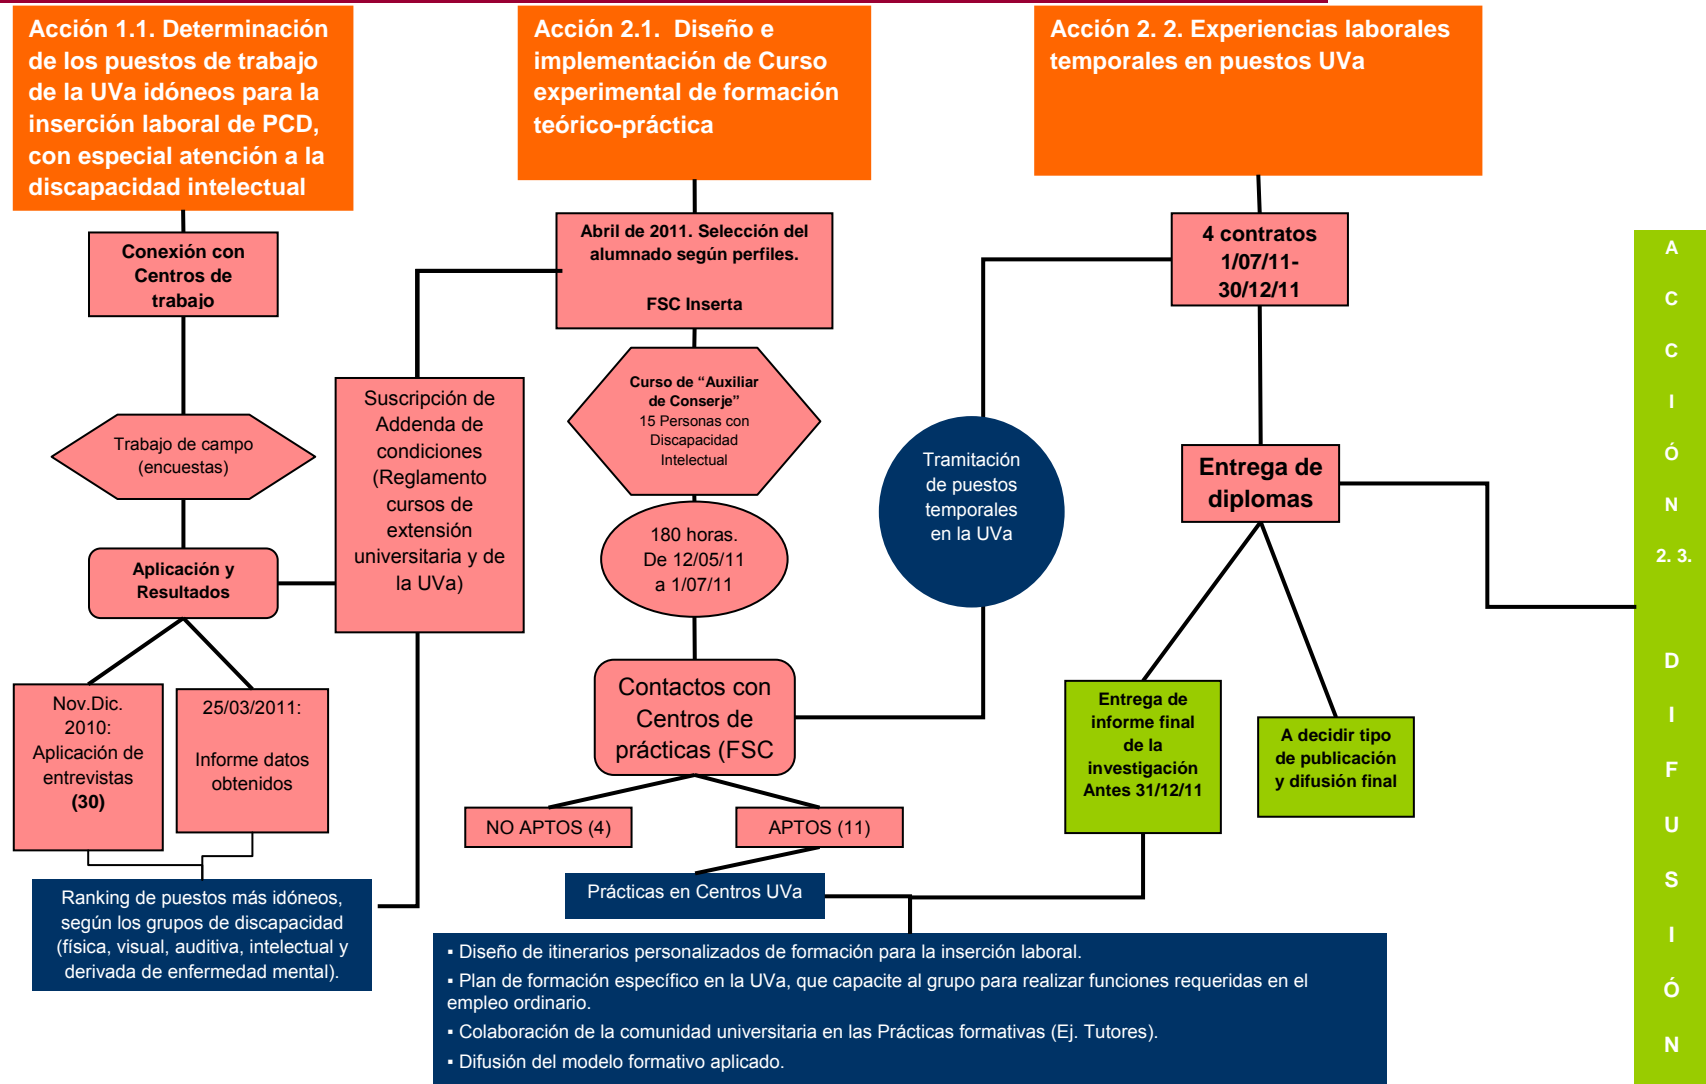 Acción 1.1. Determinación
de los puestos de trabajo
de la UVa idóneos para la
inserción laboral de PCD,
con especial atención a la
discapacidad intelectual
Conexión con
Centros de
trabajo
Trabajo de campo
(encuestas)
Aplicación y
Resultados
Nov.Dic.
2010:
Aplicación de
entrevistas
(30)
25/03/2011:
Informe datos
obtenidos
Ranking de puestos más idóneos,
según los grupos de discapacidad
(física, visual, auditiva, intelectual y
derivada de enfermedad mental).
Suscripción de
Addenda de
condiciones
(Reglamento
cursos de
extensión
universitaria y de
la UVa)
Acción 2.1. Diseño e
implementación de Curso
experimental de formación
teórico-práctica
Abril de 2011. Selección del
alumnado según perfiles.
FSC Inserta
Curso de “Auxiliar
de Conserje”
15 Personas con
Discapacidad
Intelectual
180 horas.
De 12/05/11
a 1/07/11
Contactos con
Centros de
prácticas (FSC
NO APTOS (4)
APTOS (11)
Prácticas en Centros UVa
▪ Diseño de itinerarios personalizados de formación para la inserción laboral.
▪ Plan de formación específico en la UVa, que capacite al grupo para realizar funciones requeridas en el
empleo ordinario.
▪ Colaboración de la comunidad universitaria en las Prácticas formativas (Ej. Tutores).
▪ Difusión del modelo formativo aplicado.
Acción 2. 2. Experiencias laborales
temporales en puestos UVa
4 contratos
1/07/11-
30/12/11
Tramitación
de puestos
temporales
en la UVa
Entrega de
diplomas
Entrega de
informe final
de la
investigación
Antes 31/12/11
A decidir tipo
de publicación
y difusión final
A
C
C
I
Ó
N
2. 3.
D
I
F
U
S
I
Ó
N